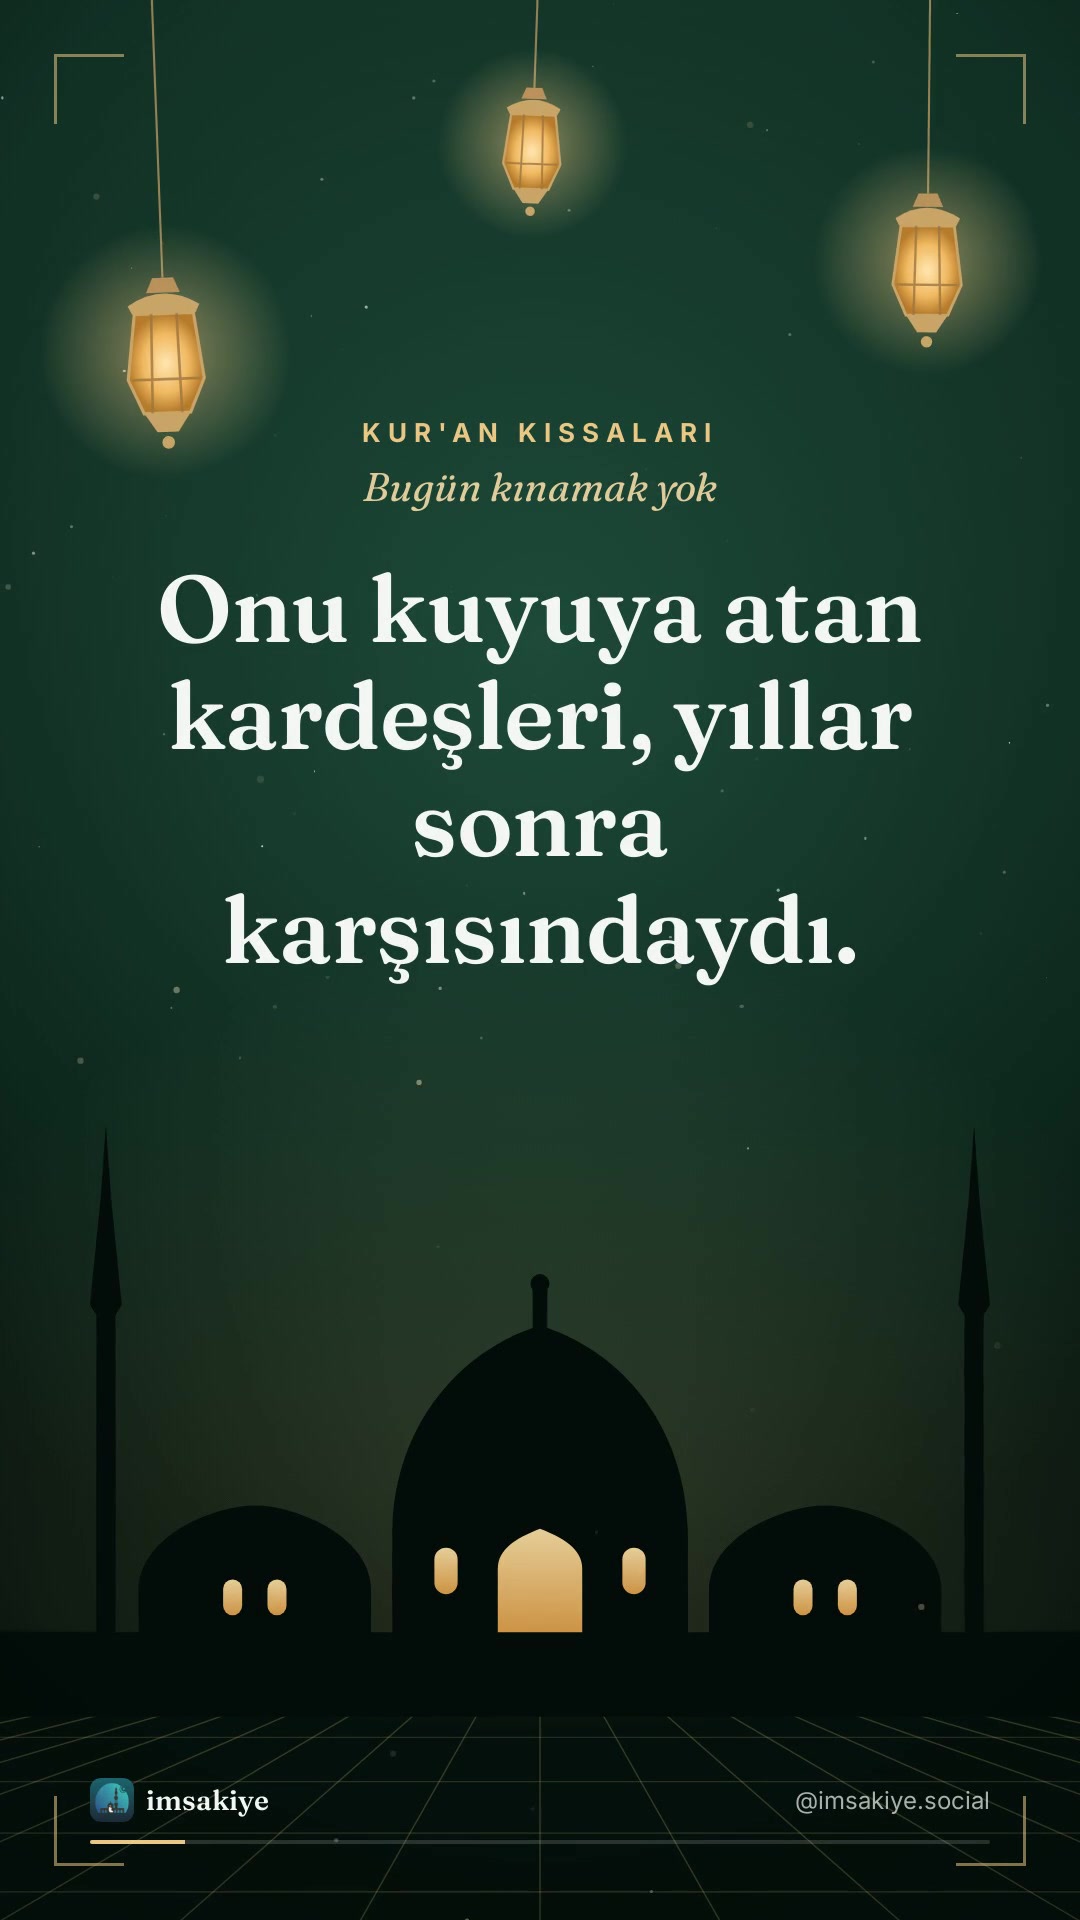 KUR'AN KISSALARI
Bugün kınamak yok
Onu kuyuya atan
kardeşleri, yıllar
sonra
karşısındaydı.
imsakiye
@imsakiye.social